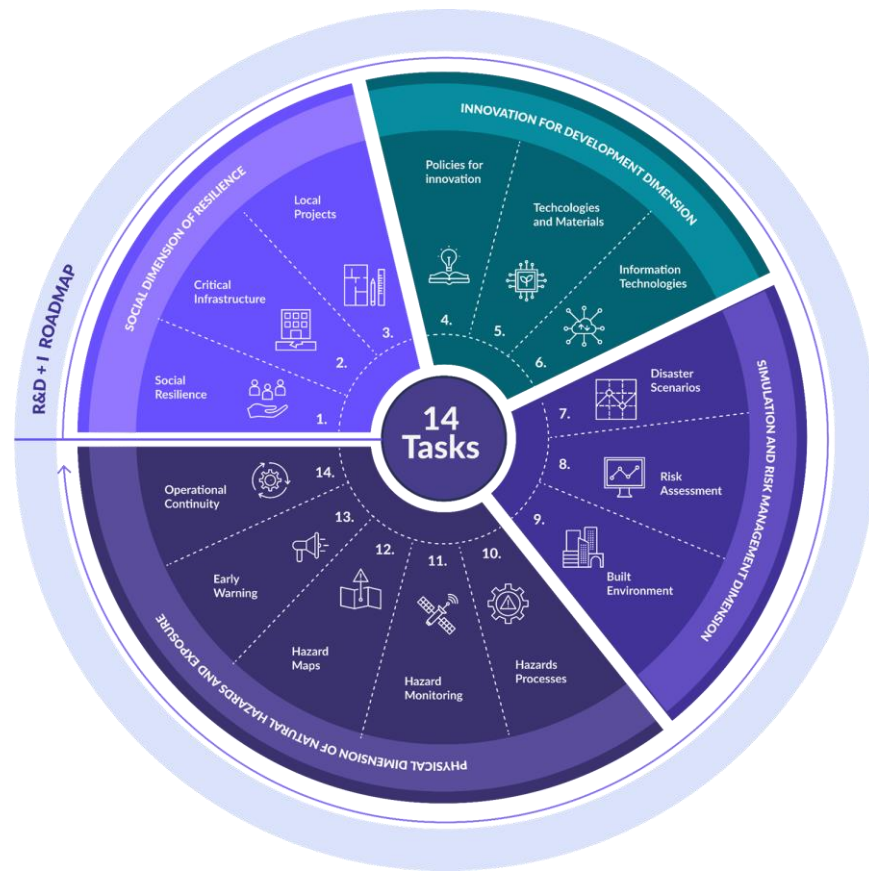 R&D + I ROADMAP
SOCIAL DIMENSION OF RESILIENCE
Social
Resilience
1.
Critical
Infrastructure
2.
Local
Projects
3.
INNOVATION FOR DEVELOPMENT DIMENSION
Policies for
innovation
4.
Techcologies
and Materials
5.
Information
Technologies
6.
SIMULATION AND RISK MANAGEMENT DIMENSION
Disaster
Scenarios
7.
Risk
Assessment
8.
Built
Environment
9.
PHYSICAL DIMENSION OF NATURAL HAZARDS AND EXPOSURE
Hazards
Processes
10.
Hazard
Monitoring
11.
Hazard
Maps
12.
Early
Warning
13.
Operational
Continuity
14.
14
Tasks